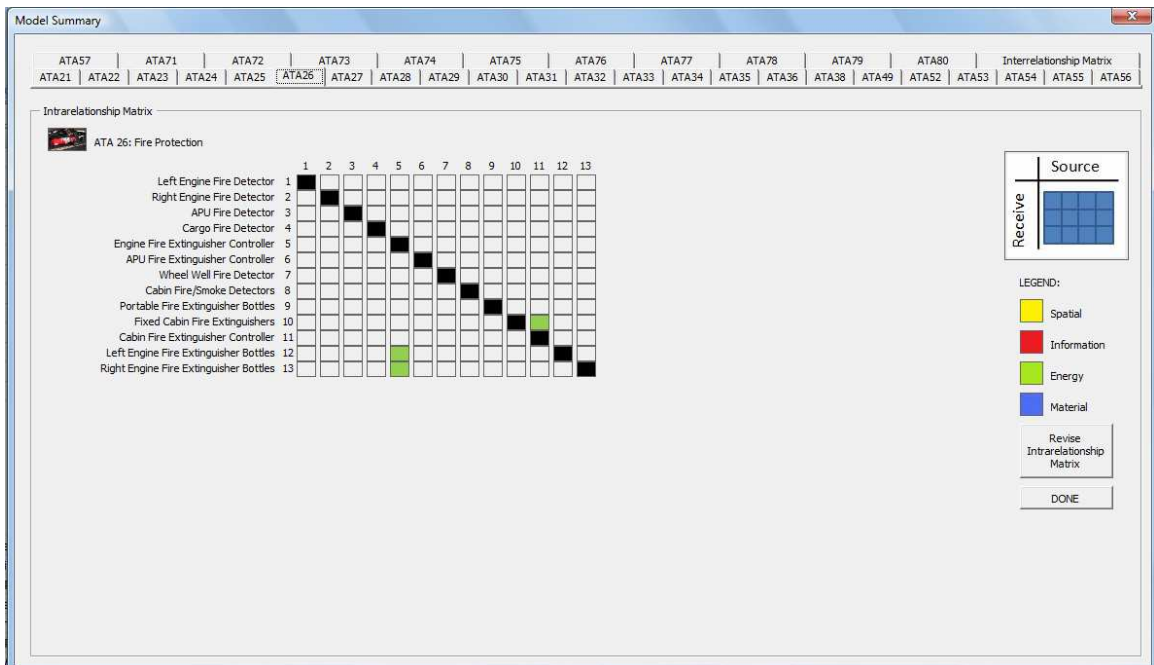 Model Summary
X
ATA57 ATA71 ATA72 ATA73 ATA74 ATA75 ATA76 ATA77 ATA78 ATA79 ATA80 Interrelationship Matrix
ATA21 ATA22 ATA23 ATA24 ATA25 ATA26 ATA27 ATA28 ATA29 ATA30 ATA31 ATA32 ATA33 ATA34 ATA35 ATA36 ATA38 ATA49 ATA52 ATA53 ATA54 ATA55 ATA56
Intrarelationship Matrix
ATA 26: Fire Protection
1 2 3 4 5 6 7 8 9 10 11 12 13
Left Engine Fire Detector 1
Right Engine Fire Detector 2
APU Fire Detector 3
Cargo Fire Detector 4
Engine Fire Extinguisher Controller 5
APU Fire Extinguisher Controller 6
Wheel Well Fire Detector 7
Cabin Fire/Smoke Detectors 8
Portable Fire Extinguisher Bottles 9
Fixed Cabin Fire Extinguishers 10
Cabin Fire Extinguisher Controller 11
Left Engine Fire Extinguisher Bottles 12
Right Engine Fire Extinguisher Bottles 13
Source
Receive
LEGEND:
Spatial
Information
Energy
Material
Revise
Intrarelationship
Matrix
DONE